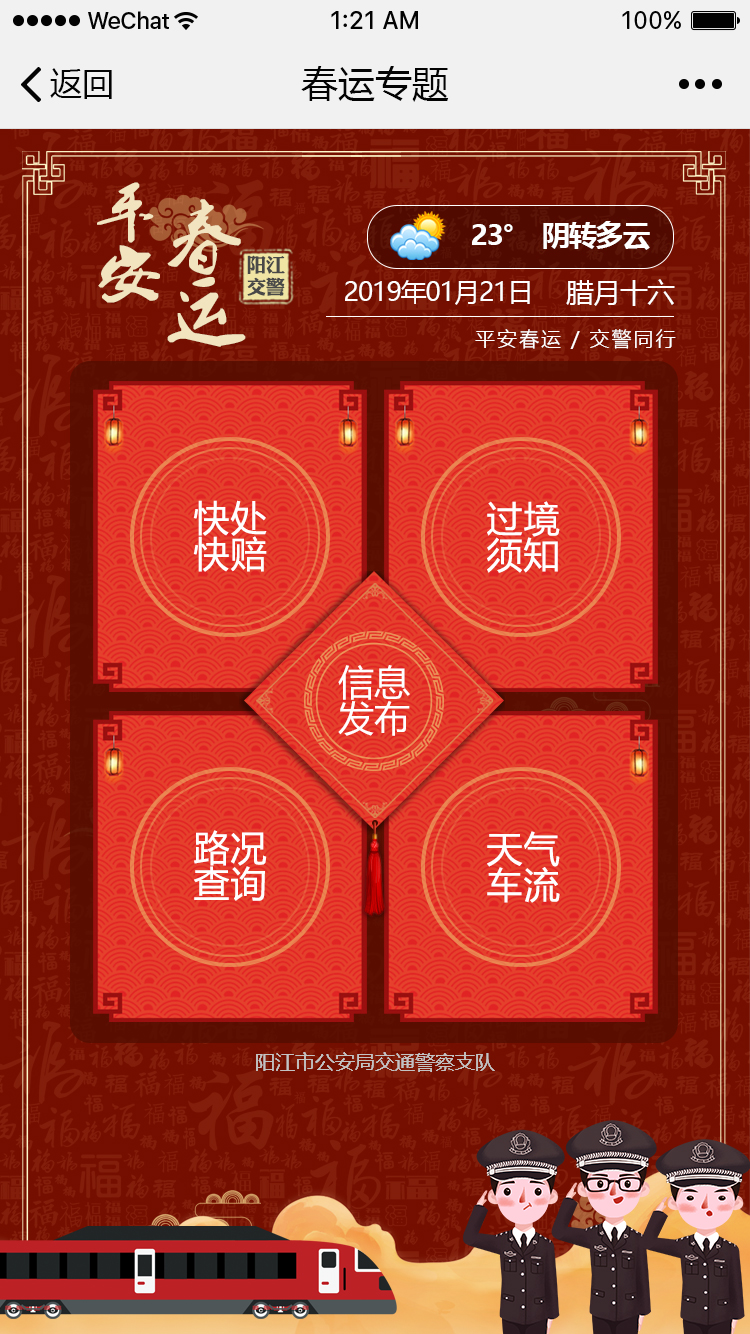 WeChat 1:21 AM 100%
返回 春运专题
平安
春运
阳江
交警
23° 阴转多云
2019年01月21日 腊月十六
平安春运 / 交警同行
快处
快赔
过境
须知
信息
发布
路况
查询
天气
车流
阳江市公安局交通警察支队